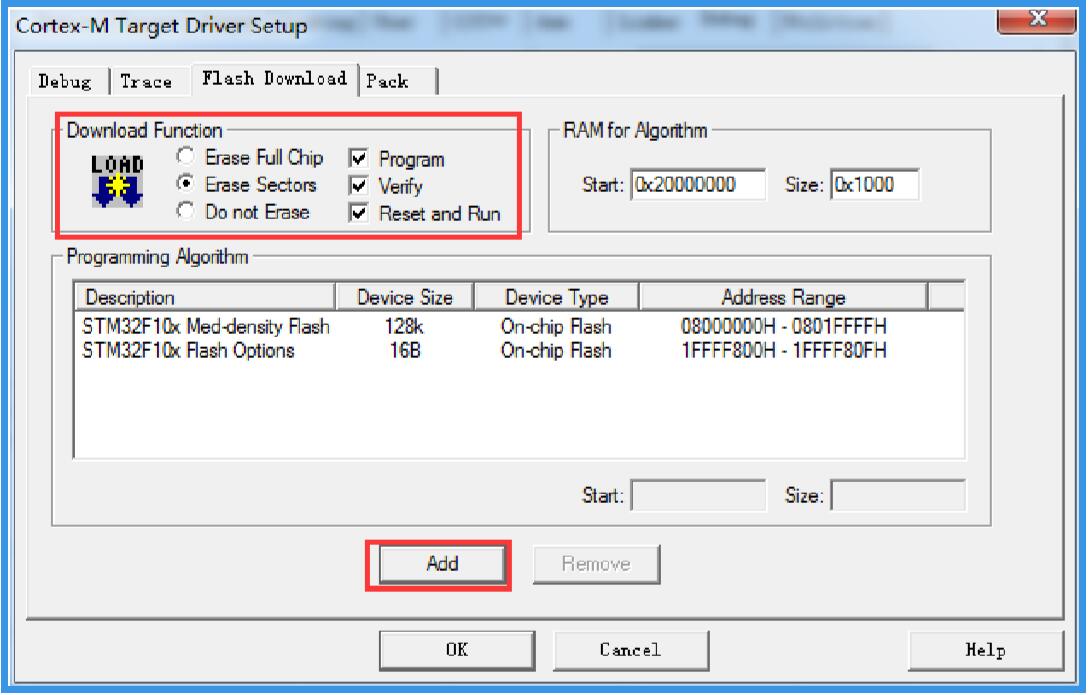 Cortex-M Target Driver Setup
Debug Trace Flash Download Pack
Download Function
LOAD
Erase Full Chip
Erase Sectors
Do not Erase
Program
Verify
Reset and Run
RAM for Algorithm
Start: 0x20000000 Size: 0x1000
Programming Algorithm
Description Device Size Device Type Address Range
STM32F10x Med-density Flash 128k On-chip Flash 08000000H - 0801FFFFH
STM32F10x Flash Options 16B On-chip Flash 1FFFF800H - 1FFFF80FH
Start: Size:
Add Remove
OK Cancel Help